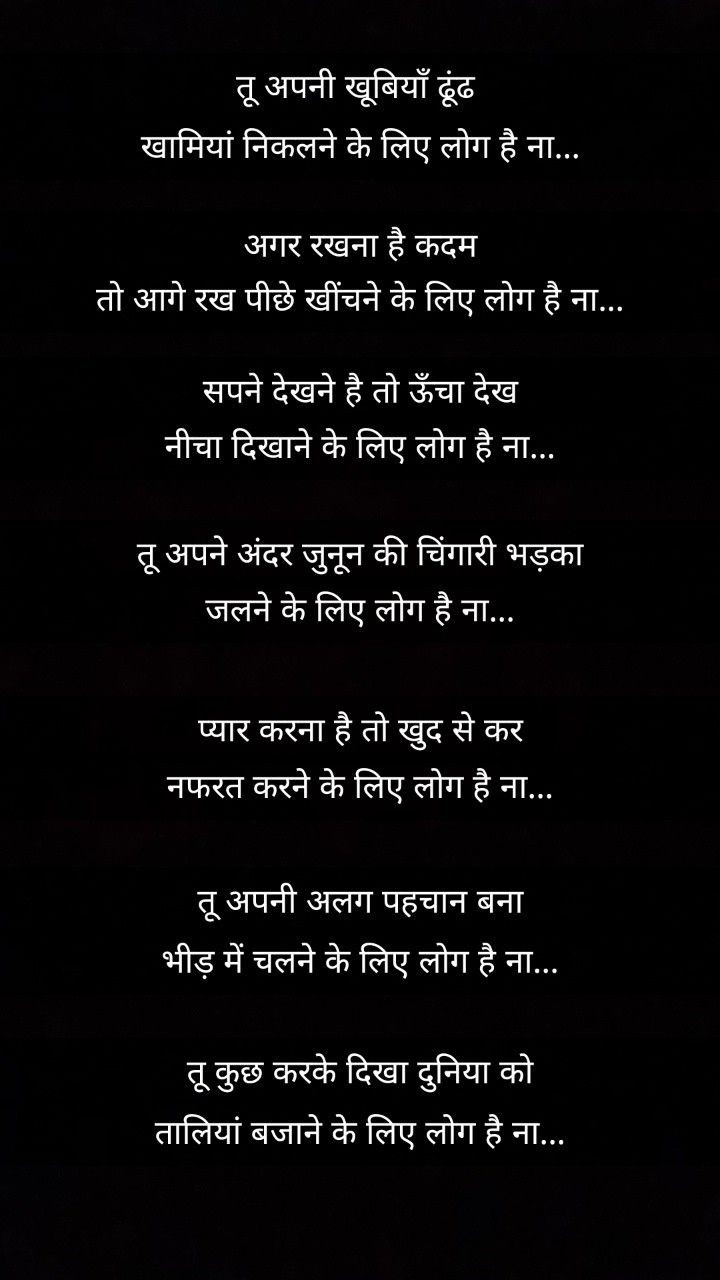 तू अपनी खूबियाँ ढूंढ
खामियां निकलने के लिए लोग है ना...
अगर रखना है कदम
तो आगे रख पीछे खींचने के लिए लोग है ना...
सपने देखने है तो ऊँचा देख
नीचा दिखाने के लिए लोग है ना...
तू अपने अंदर जुनून की चिंगारी भड़का
जलने के लिए लोग है ना...
प्यार करना है तो खुद से कर
नफरत करने के लिए लोग है ना...
तू अपनी अलग पहचान बना
भीड़ में चलने के लिए लोग है ना...
तू कुछ करके दिखा दुनिया को
तालियां बजाने के लिए लोग है ना...